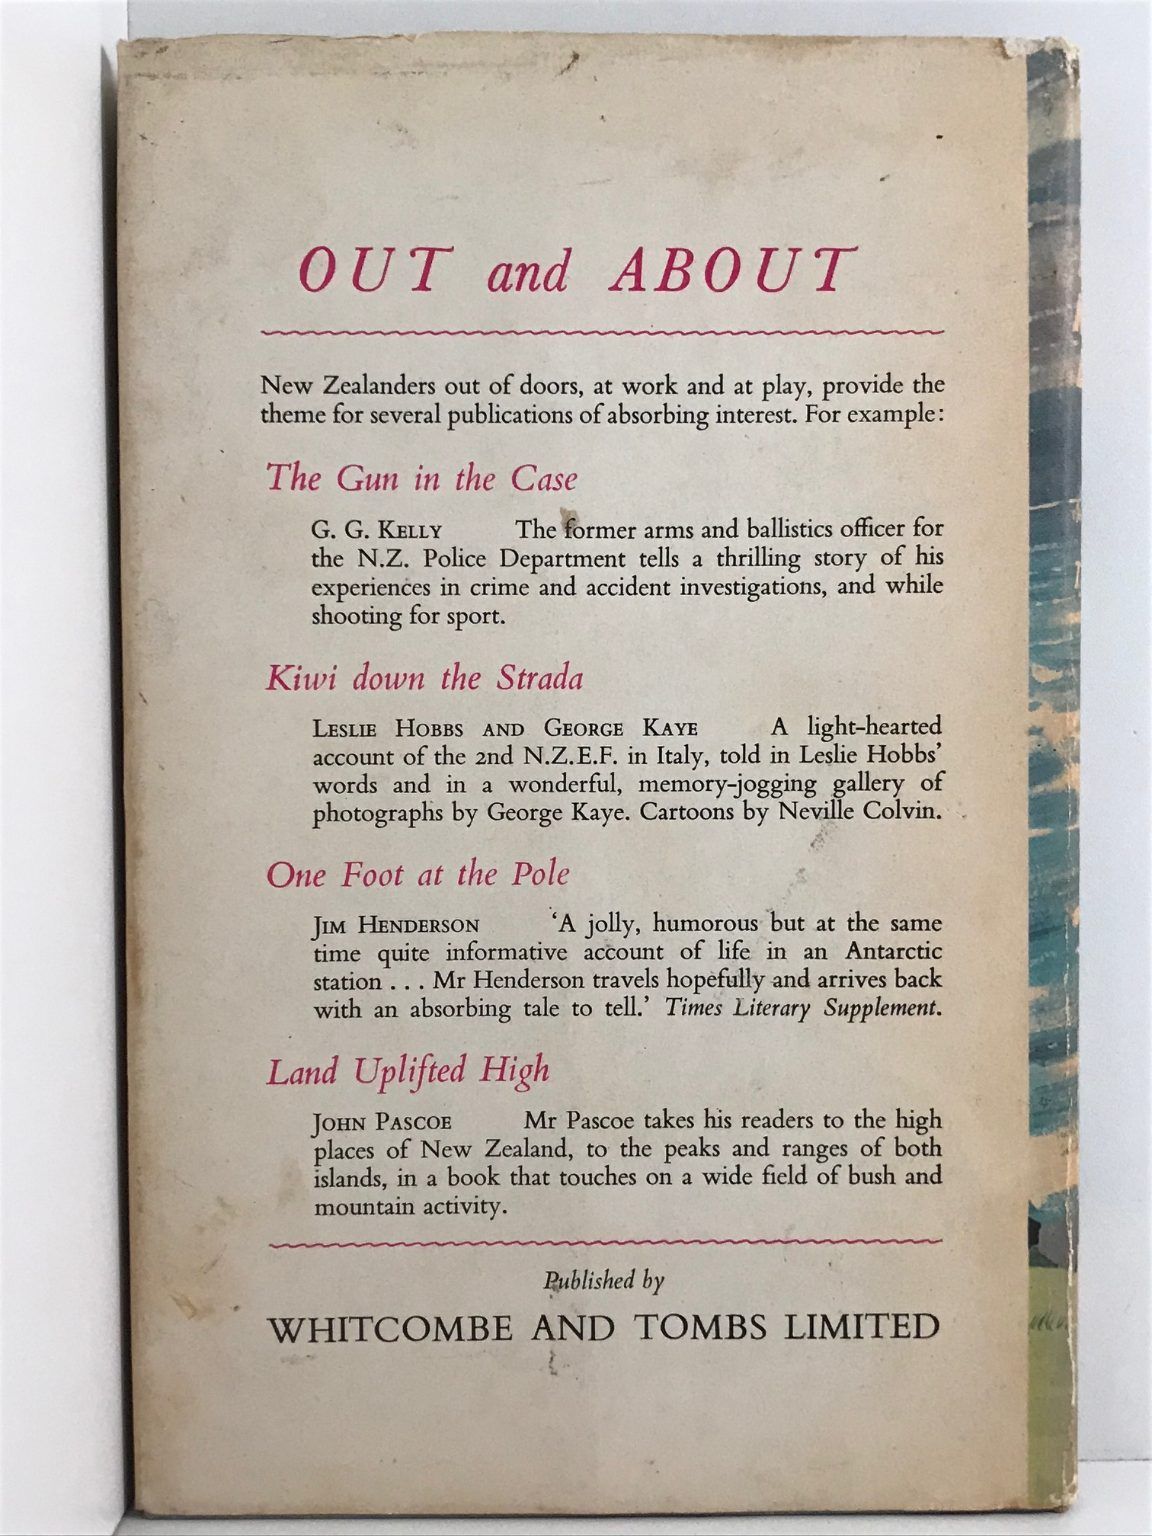 OUT and ABOUT
New Zealanders out of doors, at work and at play, provide the
theme for several publications of absorbing interest. For example:
The Gun in the Case
G. G. KELLY The former arms and ballistics officer for
the N.Z. Police Department tells a thrilling story of his
experiences in crime and accident investigations, and while
shooting for sport.
Kiwi down the Strada
LESLIE HOBBS AND GEORGE KAYE A light-hearted
account of the 2nd N.Z.E.F. in Italy, told in Leslie Hobbs'
words and in a wonderful, memory-jogging gallery of
photographs by George Kaye. Cartoons by Neville Colvin.
One Foot at the Pole
JIM HENDERSON 'A jolly, humorous but at the same
time quite informative account of life in an Antarctic
station . . . Mr Henderson travels hopefully and arrives back
with an absorbing tale to tell.' Times Literary Supplement.
Land Uplifted High
JOHN PASCOE Mr Pascoe takes his readers to the high
places of New Zealand, to the peaks and ranges of both
islands, in a book that touches on a wide field of bush and
mountain activity.
Published by
WHITCOMBE AND TOMBS LIMITED